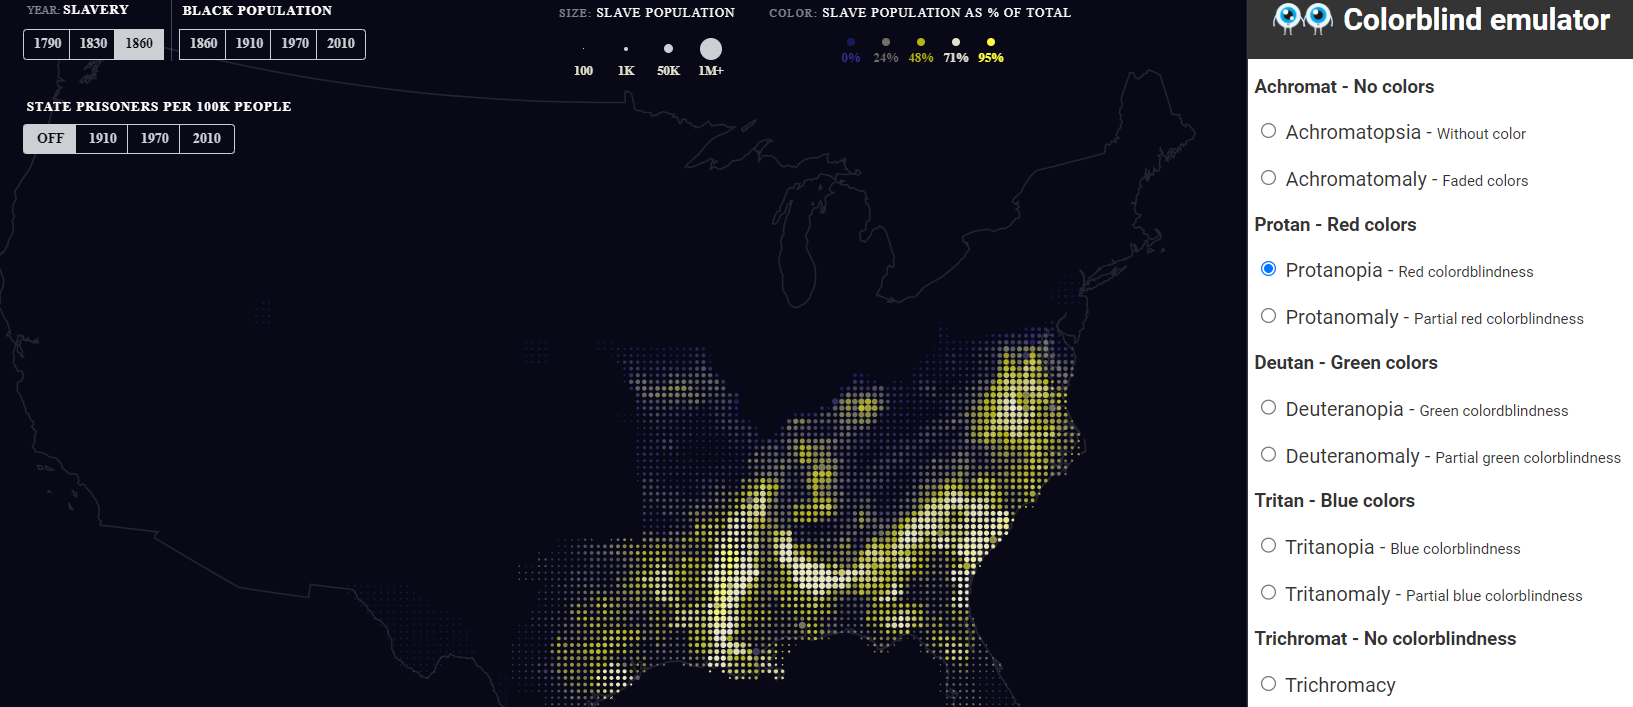 YEAR: SLAVERY
1790 1830 1860
BLACK POPULATION
1860 1910 1970 2010
STATE PRISONERS PER 100K PEOPLE
OFF 1910 1970 2010
SIZE: SLAVE POPULATION
100 1K 50K 1M+
COLOR: SLAVE POPULATION AS % OF TOTAL
0% 24% 48% 71% 95%
Colorblind emulator
Achromat - No colors
Achromatopsia - Without color
Achromatomaly - Faded colors
Protan - Red colors
Protanopia - Red colordblindness
Protanomaly - Partial red colorblindness
Deutan - Green colors
Deuteranopia - Green colordblindness
Deuteranomaly - Partial green colorblindness
Tritan - Blue colors
Tritanopia - Blue colorblindness
Tritanomaly - Partial blue colorblindness
Trichromat - No colorblindness
Trichromacy